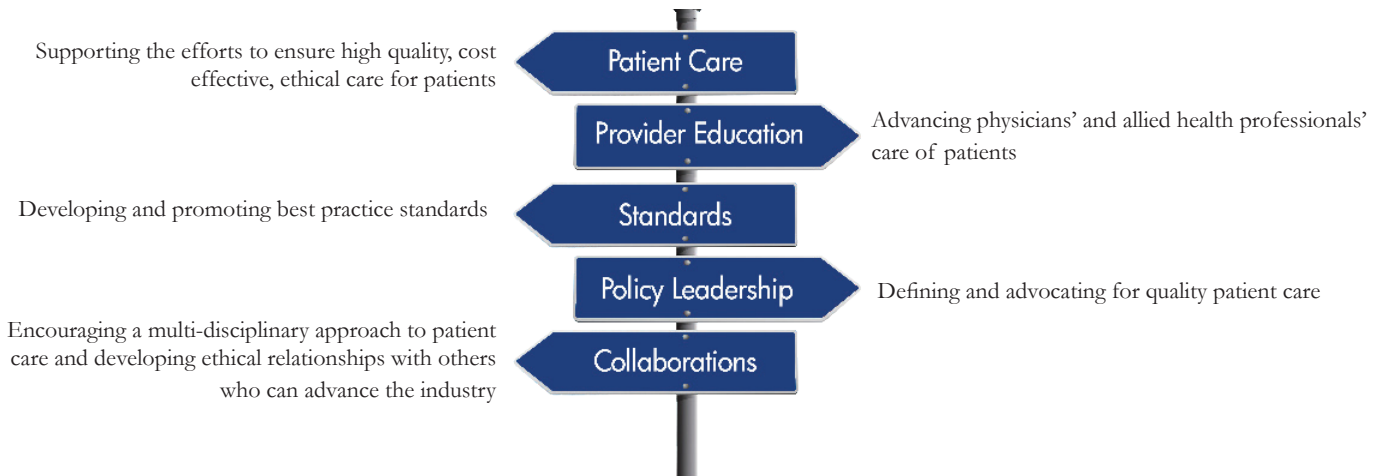 Supporting the efforts to ensure high quality, cost
effective, ethical care for patients
Patient Care
Provider Education
Advancing physicians’ and allied health professionals’
care of patients
Developing and promoting best practice standards
Standards
Policy Leadership
Defining and advocating for quality patient care
Encouraging a multi-disciplinary approach to patient
care and developing ethical relationships with others
who can advance the industry
Collaborations